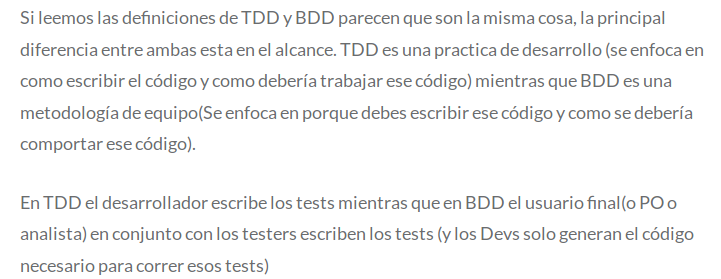 Si leemos las definiciones de TDD y BDD parecen que son la misma cosa, la principal
diferencia entre ambas esta en el alcance. TDD es una practica de desarrollo (se enfoca en
como escribir el código y como debería trabajar ese código) mientras que BDD es una
metodología de equipo(Se enfoca en porque debes escribir ese código y como se debería
comportar ese código).
En TDD el desarrollador escribe los tests mientras que en BDD el usuario final(o PO o
analista) en conjunto con los testers escriben los tests (y los Devs solo generan el código
necesario para correr esos tests)